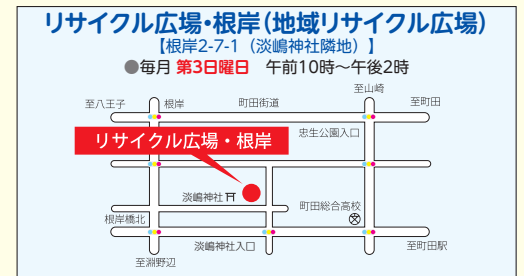 リサイクル広場・根岸(地域リサイクル広場)
【根岸2-7-1（淡嶋神社隣地）】
●毎月 第3日曜日　午前10時～午後2時
至山崎
至八王子
根岸
町田街道
至町田
忠生公園入口
リサイクル広場・根岸
淡嶋神社
町田総合高校
根岸橋北
淡嶋神社入口
至町田駅
至淵野辺